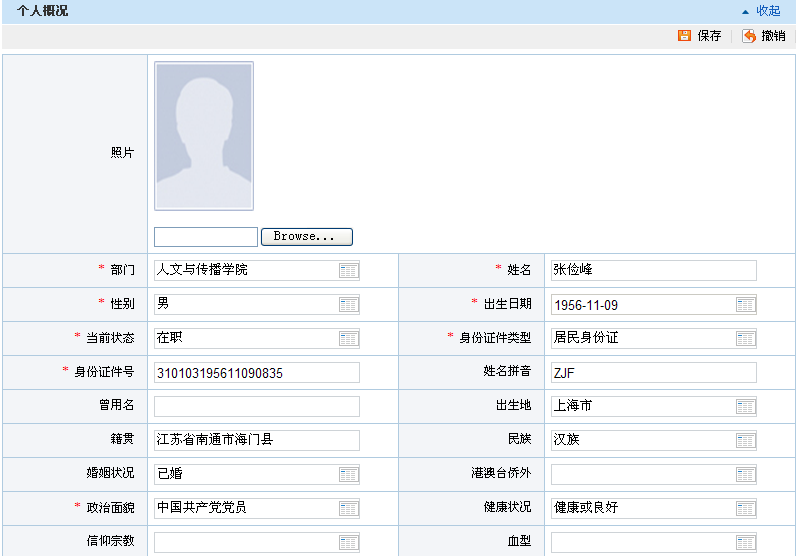 个人概况 收起
保存 撤销
照片
Browse...
* 部门 人文与传播学院 * 姓名 张俭峰
* 性别 男 * 出生日期 1956-11-09
* 当前状态 在职 * 身份证件类型 居民身份证
* 身份证件号 310103195611090835 姓名拼音 ZJF
曾用名 出生地 上海市
籍贯 江苏省南通市海门县 民族 汉族
婚姻状况 已婚 港澳台侨外
* 政治面貌 中国共产党党员 健康状况 健康或良好
信仰宗教 血型